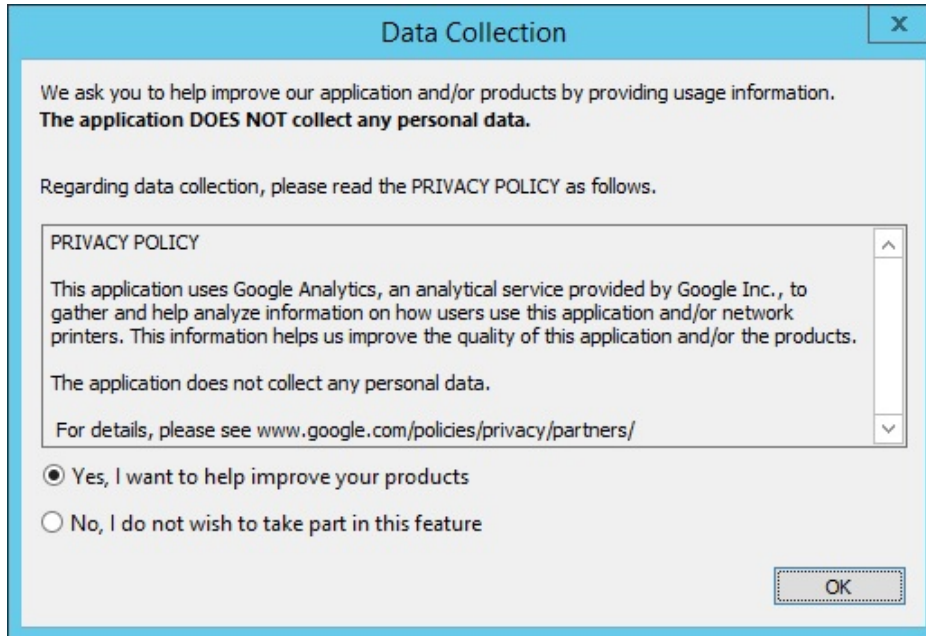 Data Collection
x
We ask you to help improve our application and/or products by providing usage information.
The application DOES NOT collect any personal data.
Regarding data collection, please read the PRIVACY POLICY as follows.
PRIVACY POLICY
This application uses Google Analytics, an analytical service provided by Google Inc., to
gather and help analyze information on how users use this application and/or network
printers. This information helps us improve the quality of this application and/or the products.
The application does not collect any personal data.
For details, please see www.google.com/policies/privacy/partners/
Yes, I want to help improve your products
No, I do not wish to take part in this feature
OK